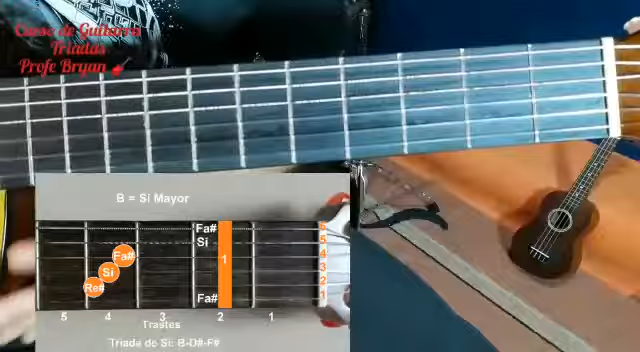 Curso de Guitarra
Triadas
Profe Bryan
B = Si Mayor
Fa#
Si
Fa#
Si
Re#
Fa#
1
6
5
4
3
2
1
5 4 3 2 1
Trastes
Triada de Si: B-D#-F#